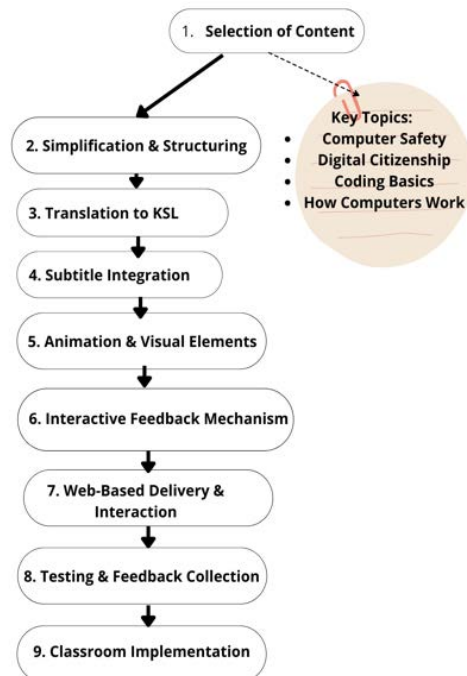 1. Selection of Content
Key Topics:
• Computer Safety
• Digital Citizenship
• Coding Basics
• How Computers Work
2. Simplification & Structuring
3. Translation to KSL
4. Subtitle Integration
5. Animation & Visual Elements
6. Interactive Feedback Mechanism
7. Web-Based Delivery &
Interaction
8. Testing & Feedback Collection
9. Classroom Implementation